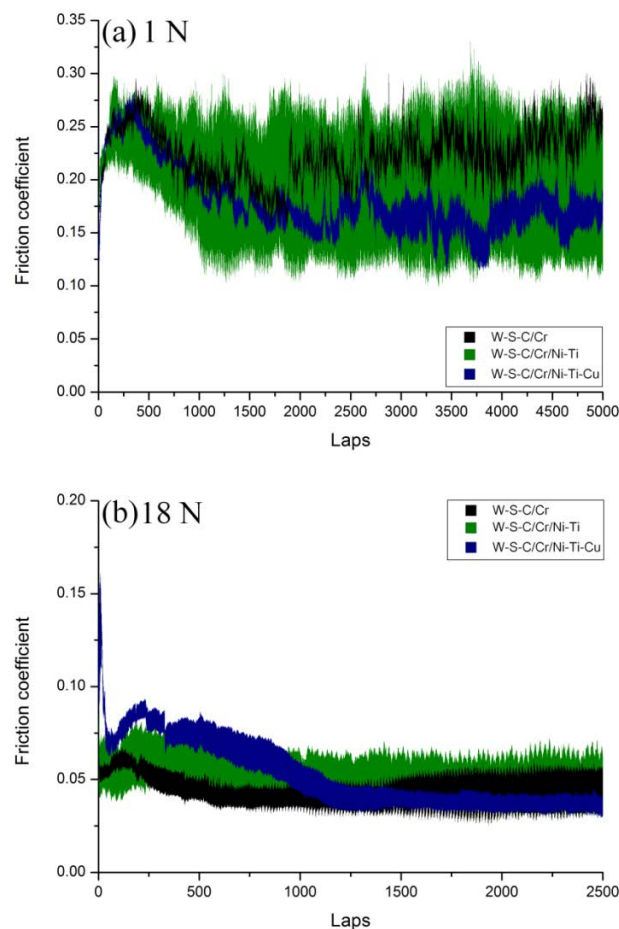 (a) 1 N
0.35
0.30
0.25
0.20
0.15
0.10
0.05
0.00
Friction coefficient
W-S-C/Cr
W-S-C/Cr/Ni-Ti
W-S-C/Cr/Ni-Ti-Cu
0 500 1000 1500 2000 2500 3000 3500 4000 4500 5000
Laps
(b) 18 N
0.20
0.15
0.10
0.05
0.00
Friction coefficient
W-S-C/Cr
W-S-C/Cr/Ni-Ti
W-S-C/Cr/Ni-Ti-Cu
0 500 1000 1500 2000 2500
Laps